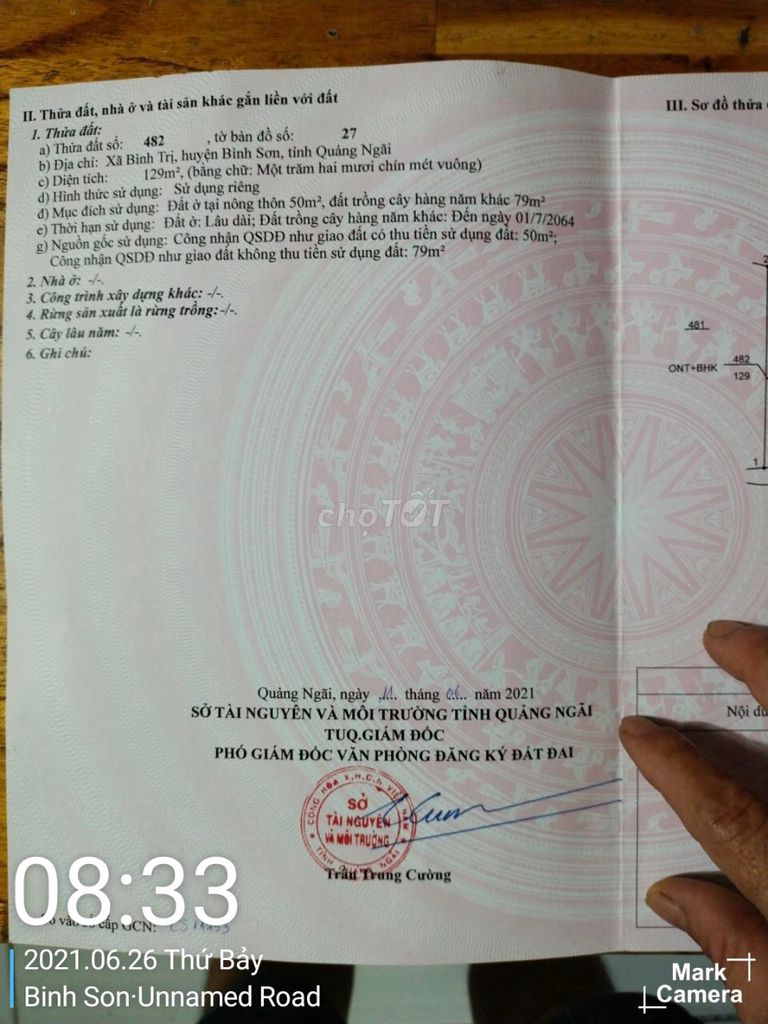 II. Thửa đất, nhà ở và tài sản khác gắn liền với đất
1. Thửa đất:
a) Thửa đất số: 482 , tờ bản đồ số: 27
b) Địa chỉ: Xã Bình Trị, huyện Bình Sơn, tỉnh Quảng Ngãi
c) Diện tích: 129m², (bằng chữ: Một trăm hai mươi chín mét vuông)
d) Hình thức sử dụng: Sử dụng riêng
đ) Mục đích sử dụng: Đất ở tại nông thôn 50m², đất trồng cây hàng năm khác 79m²
e) Thời hạn sử dụng: Đất ở: Lâu dài; Đất trồng cây hàng năm khác: Đến ngày 01/7/2064
g) Nguồn gốc sử dụng: Công nhận QSDĐ như giao đất có thu tiền sử dụng đất: 50m²;
Công nhận QSDĐ như giao đất không thu tiền sử dụng đất: 79m²
2. Nhà ở: -/-.
3. Công trình xây dựng khác: -/-.
4. Rừng sản xuất là rừng trồng:-/-.
5. Cây lâu năm: -/-.
6. Ghi chú:
III. Sơ đồ thửa
2
481
ONT+BHK
482
129
1
chợTỐT
Quảng Ngãi, ngày .11.. tháng .06.. năm 2021
SỞ TÀI NGUYÊN VÀ MÔI TRƯỜNG TỈNH QUẢNG NGÃI
TUQ.GIÁM ĐỐC
PHÓ GIÁM ĐỐC VĂN PHÒNG ĐĂNG KÝ ĐẤT ĐAI
CỘNG HÒA X.H.C.N VIỆT NAM
SỞ
TÀI NGUYÊN
VÀ MÔI TRƯỜNG
TỈNH QUẢNG NGÃI
Trần Trung Cường
Nội du
vào sổ cấp GCN:
08:33
2021.06.26 Thứ Bảy
Binh Son·Unnamed Road
Mark
Camera